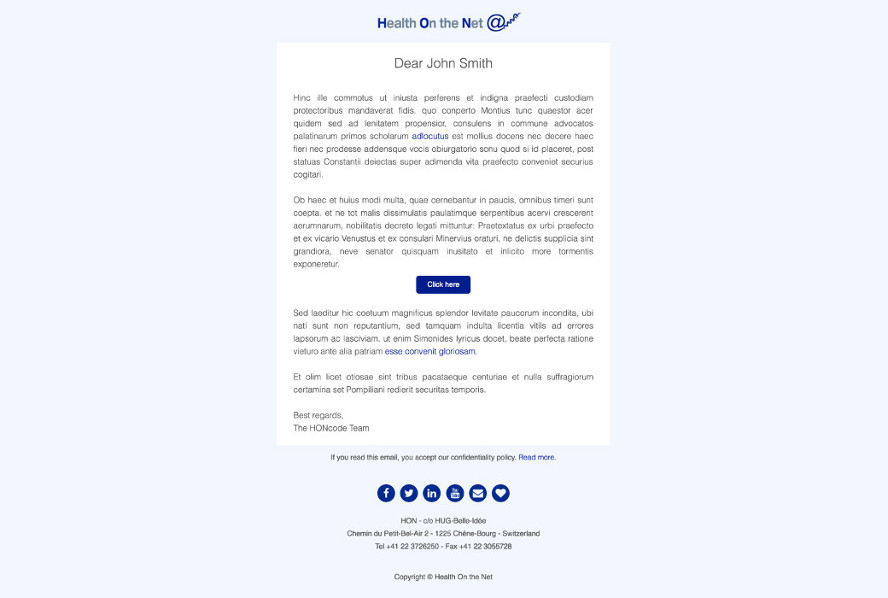 Health On the Net @
Dear John Smith
Hinc ille commotus ut iniusta perferens et indigna praefecti custodiam
protectoribus mandaverat fidis. quo conperto Montius tunc quaestor acer
quidem sed ad lenitatem propensior, consulens in commune advocatos
palatinarum primos scholarum adlocutus est mollius docens nec decere haec
fieri nec prodesse addensque vocis obiurgatorio sonu quod si id placeret, post
statuas Constantii deiectas super adimenda vita praefecto conveniet securius
cogitari.
Ob haec et huius modi multa, quae cernebantur in paucis, omnibus timeri sunt
coepta. et ne tot malis dissimulatis paulatimque serpentibus acervi crescerent
aerumnarum, nobilitatis decreto legati mittuntur: Praetextatus ex urbi praefecto
et ex vicario Venustus et ex consulari Minervius oraturi, ne delictis supplicia sint
grandiora, neve senator quisquam inusitato et inlicito more tormentis
exponeretur.
Click here
Sed laeditur hic coetuum magnificus splendor levitate paucorum incondita, ubi
nati sunt non reputantium, sed tamquam indulta licentia vitiis ad errores
lapsorum ac lasciviam. ut enim Simonides lyricus docet, beate perfecta ratione
vieturo ante alia patriam esse convenit gloriosam.
Et olim licet otiosae sint tribus pacataeque centuriae et nulla suffragiorum
certamina set Pompiliani redierit securitas temporis.
Best regards,
The HONcode Team
If you read this email, you accept our confidentiality policy. Read more.
HON - c/o HUG-Belle-Idée
Chemin du Petit-Bel-Air 2 - 1225 Chêne-Bourg - Switzerland
Tel +41 22 3726250 - Fax +41 22 3055728
Copyright © Health On the Net